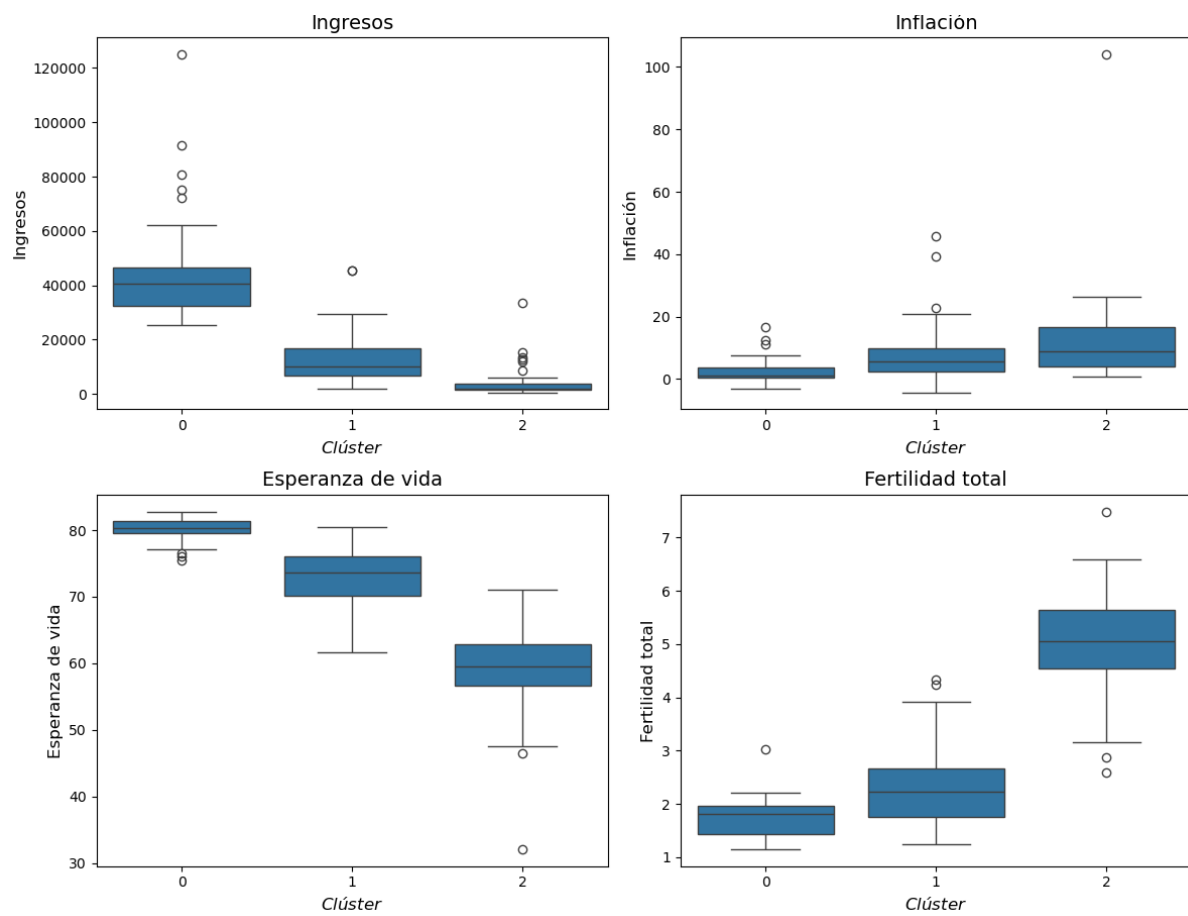 Ingresos
120000
100000
80000
60000
40000
20000
0
Ingresos
0 1 2
Clúster
Inflación
100
80
60
40
20
0
Inflación
0 1 2
Clúster
Esperanza de vida
80
70
60
50
40
30
Esperanza de vida
0 1 2
Clúster
Fertilidad total
7
6
5
4
3
2
1
Fertilidad total
0 1 2
Clúster